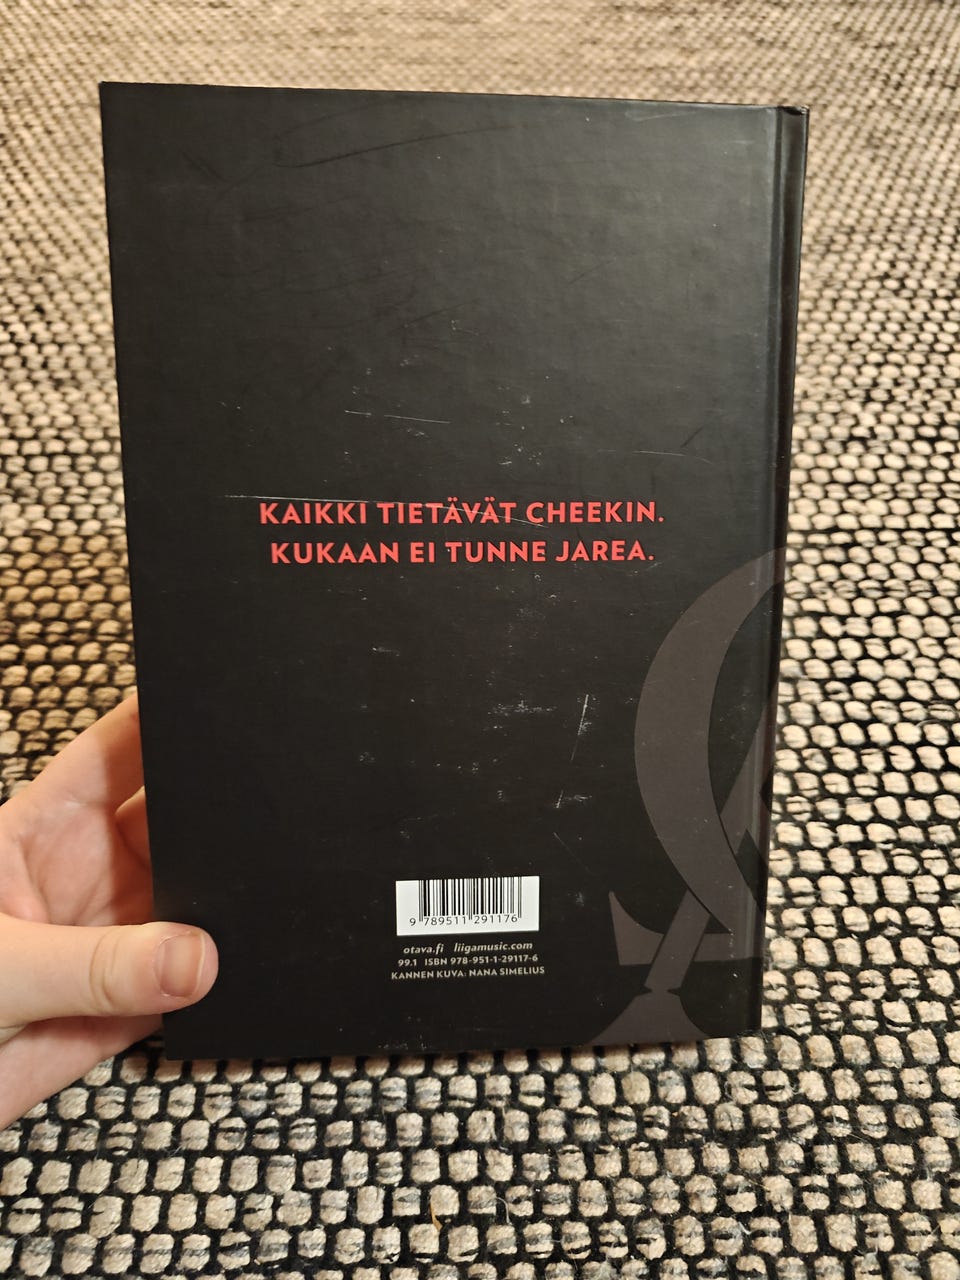 KAIKKI TIETÄVÄT CHEEKIN.
KUKAAN EI TUNNE JAREA.
9 789511 291176
otava.fi liigamusic.com
99.1 ISBN 978-951-1-29117-6
KANNEN KUVA: NANA SIMELIUS